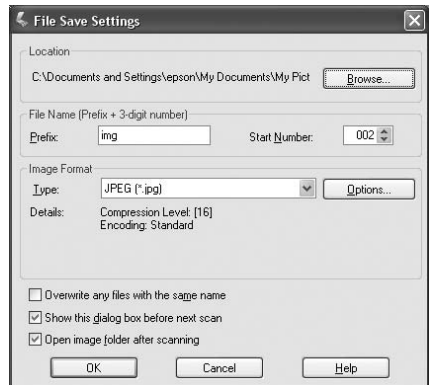 File Save Settings
Location
C:\Documents and Settings\epson\My Documents\My Pict Browse...
File Name (Prefix + 3-digit number)
Prefix: img Start Number: 002
Image Format
Type: JPEG (*.jpg) Options...
Details: Compression Level: [16]
Encoding: Standard
Overwrite any files with the same name
Show this dialog box before next scan
Open image folder after scanning
OK Cancel Help